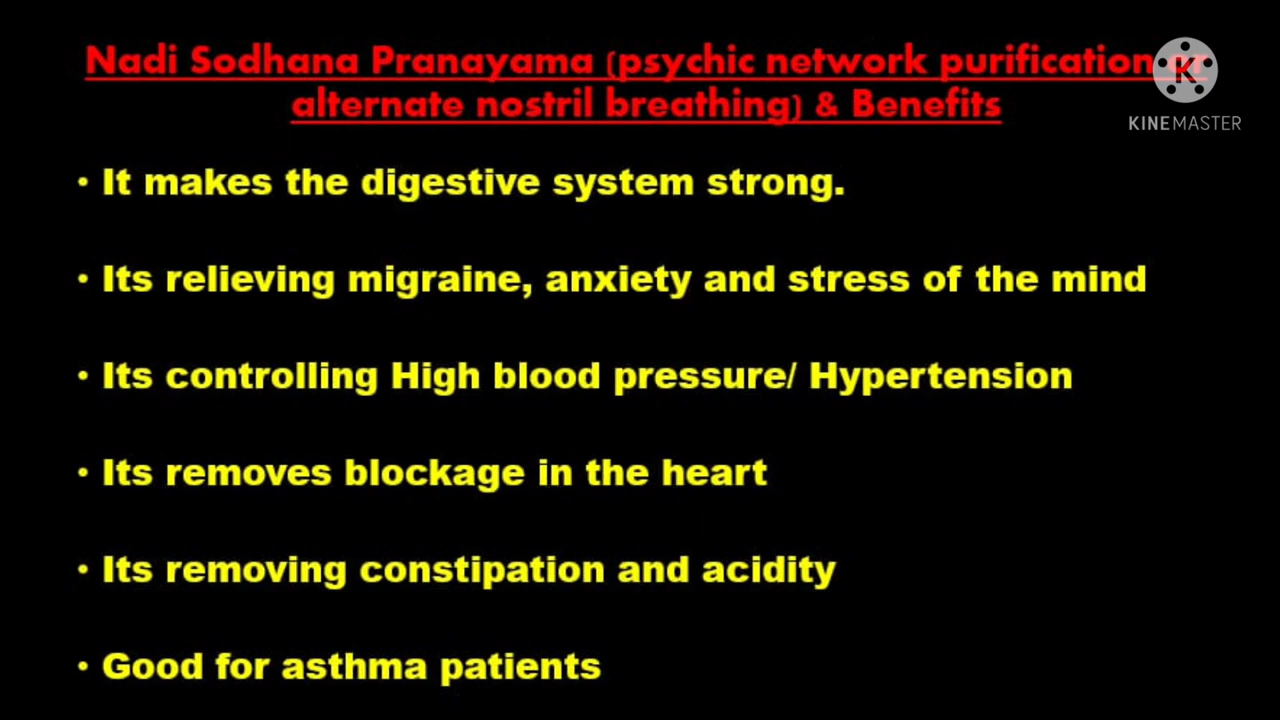 Nadi Sodhana Pranayama (psychic network purification or
alternate nostril breathing) & Benefits
KINEMASTER
• It makes the digestive system strong.
• Its relieving migraine, anxiety and stress of the mind
• Its controlling High blood pressure/ Hypertension
• Its removes blockage in the heart
• Its removing constipation and acidity
• Good for asthma patients